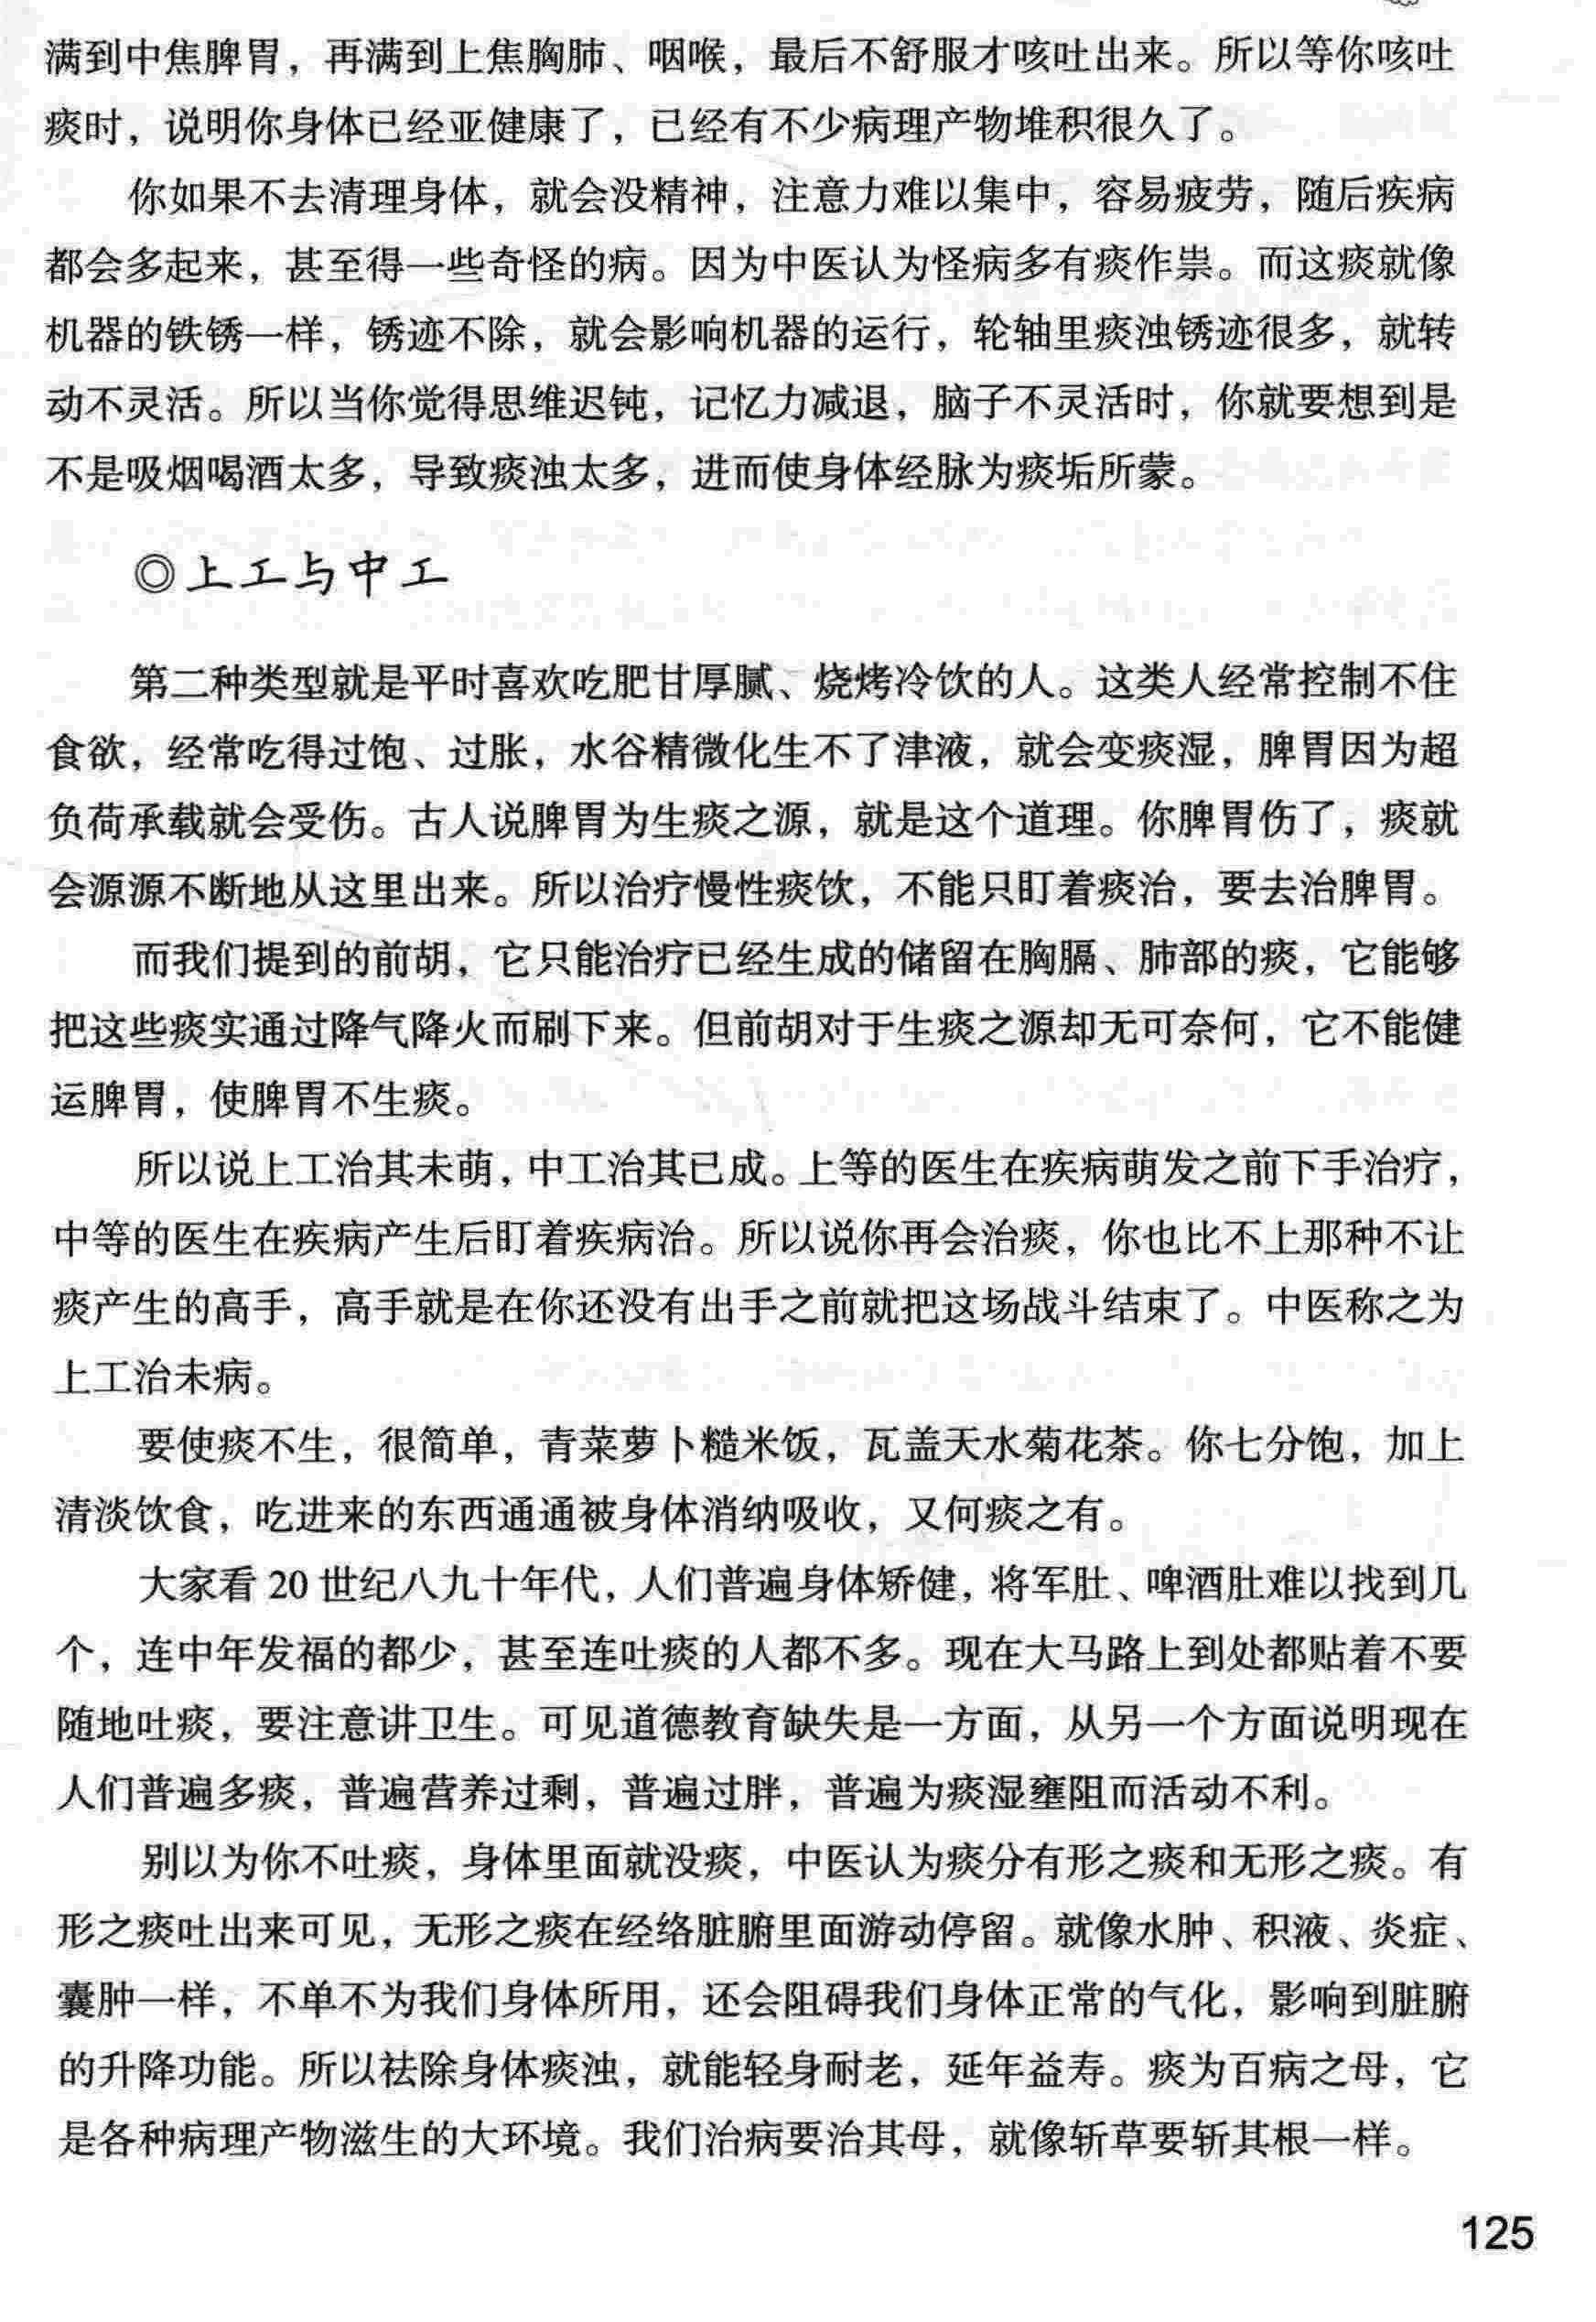 满到中焦脾胃，再满到上焦胸肺、咽喉，最后不舒服才咳吐出来。所以等你咳吐
痰时，说明你身体已经亚健康了，已经有不少病理产物堆积很久了。
你如果不去清理身体，就会没精神，注意力难以集中，容易疲劳，随后疾病
都会多起来，甚至得一些奇怪的病。因为中医认为怪病多有痰作祟。而这痰就像
机器的铁锈一样，锈迹不除，就会影响机器的运行，轮轴里痰浊锈迹很多，就转
动不灵活。所以当你觉得思维迟钝，记忆力减退，脑子不灵活时，你就要想到是
不是吸烟喝酒太多，导致痰浊太多，进而使身体经脉为痰垢所蒙。
◎上工与中工
第二种类型就是平时喜欢吃肥甘厚腻、烧烤冷饮的人。这类人经常控制不住
食欲，经常吃得过饱、过胀，水谷精微化生不了津液，就会变痰湿，脾胃因为超
负荷承载就会受伤。古人说脾胃为生痰之源，就是这个道理。你脾胃伤了，痰就
会源源不断地从这里出来。所以治疗慢性痰饮，不能只盯着痰治，要去治脾胃。
而我们提到的前胡，它只能治疗已经生成的储留在胸膈、肺部的痰，它能够
把这些痰实通过降气降火而刷下来。但前胡对于生痰之源却无可奈何，它不能健
运脾胃，使脾胃不生痰。
所以说上工治其未萌，中工治其已成。上等的医生在疾病萌发之前下手治疗，
中等的医生在疾病产生后盯着疾病治。所以说你再会治痰，你也比不上那种不让
痰产生的高手，高手就是在你还没有出手之前就把这场战斗结束了。中医称之为
上工治未病。
要使痰不生，很简单，青菜萝卜糙米饭，瓦盖天水菊花茶。你七分饱，加上
清淡饮食，吃进来的东西通通被身体消纳吸收，又何痰之有。
大家看 20 世纪八九十年代，人们普遍身体矫健，将军肚、啤酒肚难以找到几
个，连中年发福的都少，甚至连吐痰的人都不多。现在大马路上到处都贴着不要
随地吐痰，要注意讲卫生。可见道德教育缺失是一方面，从另一个方面说明现在
人们普遍多痰，普遍营养过剩，普遍过胖，普遍为痰湿壅阻而活动不利。
别以为你不吐痰，身体里面就没痰，中医认为痰分有形之痰和无形之痰。有
形之痰吐出来可见，无形之痰在经络脏腑里面游动停留。就像水肿、积液、炎症、
囊肿一样，不单不为我们身体所用，还会阻碍我们身体正常的气化，影响到脏腑
的升降功能。所以祛除身体痰浊，就能轻身耐老，延年益寿。痰为百病之母，它
是各种病理产物滋生的大环境。我们治病要治其母，就像斩草要斩其根一样。
125